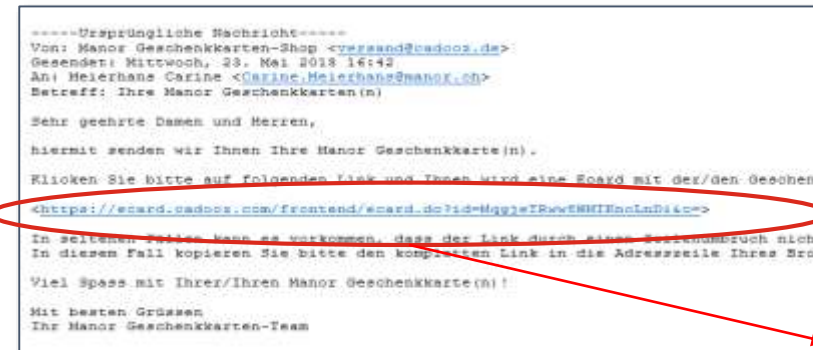 -----Ursprüngliche Nachricht-----
Von: Manor Geschenkkarten-Shop <versand@cadooz.de>
Gesendet: Mittwoch, 23. Mai 2018 16:42
An: Meierhans Carine <Carine.Meierhans@manor.ch>
Betreff: Ihre Manor Geschenkkarten(n)
Sehr geehrte Damen und Herren,
hiermit senden wir Ihnen Ihre Manor Geschenkkarte(n).
Klicken Sie bitte auf folgenden Link und Ihnen wird eine Ecard mit der/den Geschen
<https://ecard.cadooz.com/frontend/ecard.do?
In seltenen Fällen kann es vorkommen, dass der Link durch einen Zeilenumbruch nich
In diesem Fall kopieren Sie bitte den kompletten Link in die Adresszeile Ihres Bro
Viel Spass mit Ihrer/Ihren Manor Geschenkkarte(n)!
Mit besten Grüssen
Ihr Manor Geschenkkarten-Team